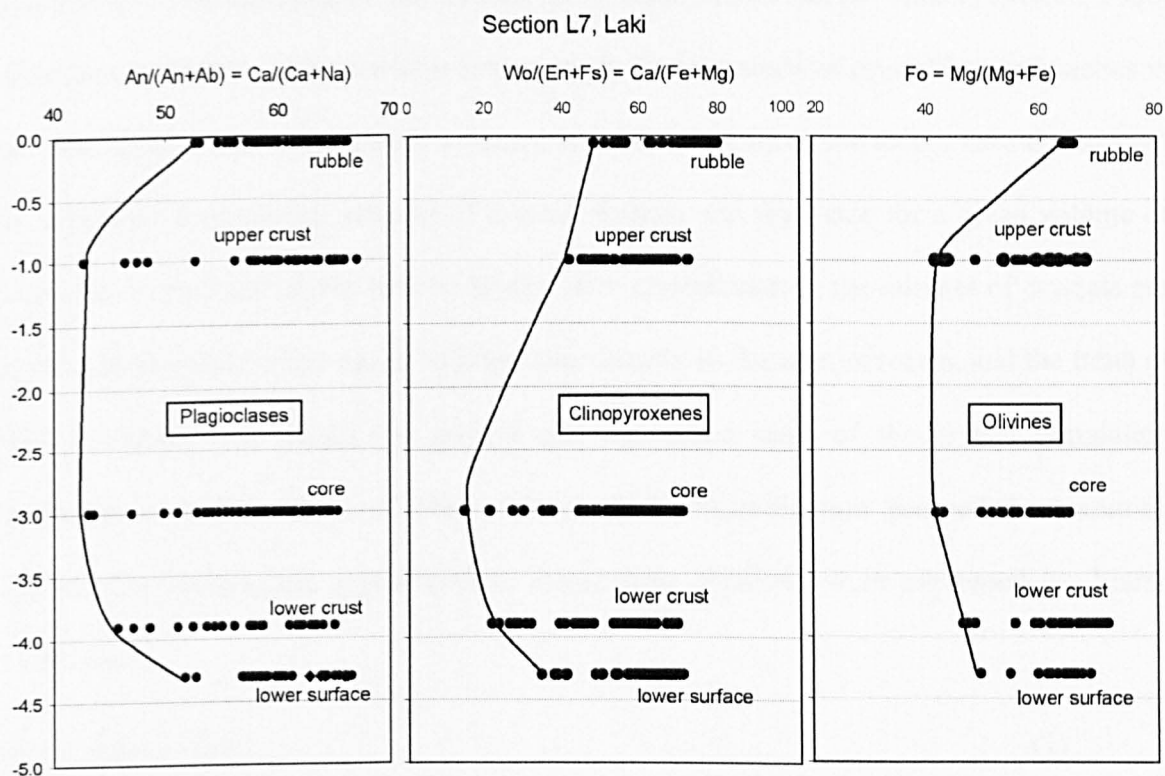 Section L7, Laki
An/(An+Ab) = Ca/(Ca+Na)
Wo/(En+Fs) = Ca/(Fe+Mg)
Fo = Mg/(Mg+Fe)
40 50 60 70
20 40 60 80 100
20 40 60 80
0.0
-0.5
-1.0
-1.5
-2.0
-2.5
-3.0
-3.5
-4.0
-4.5
-5.0
rubble
upper crust
Plagioclases
core
lower crust
lower surface
rubble
upper crust
Clinopyroxenes
core
lower crust
lower surface
rubble
upper crust
Olivines
core
lower crust
lower surface